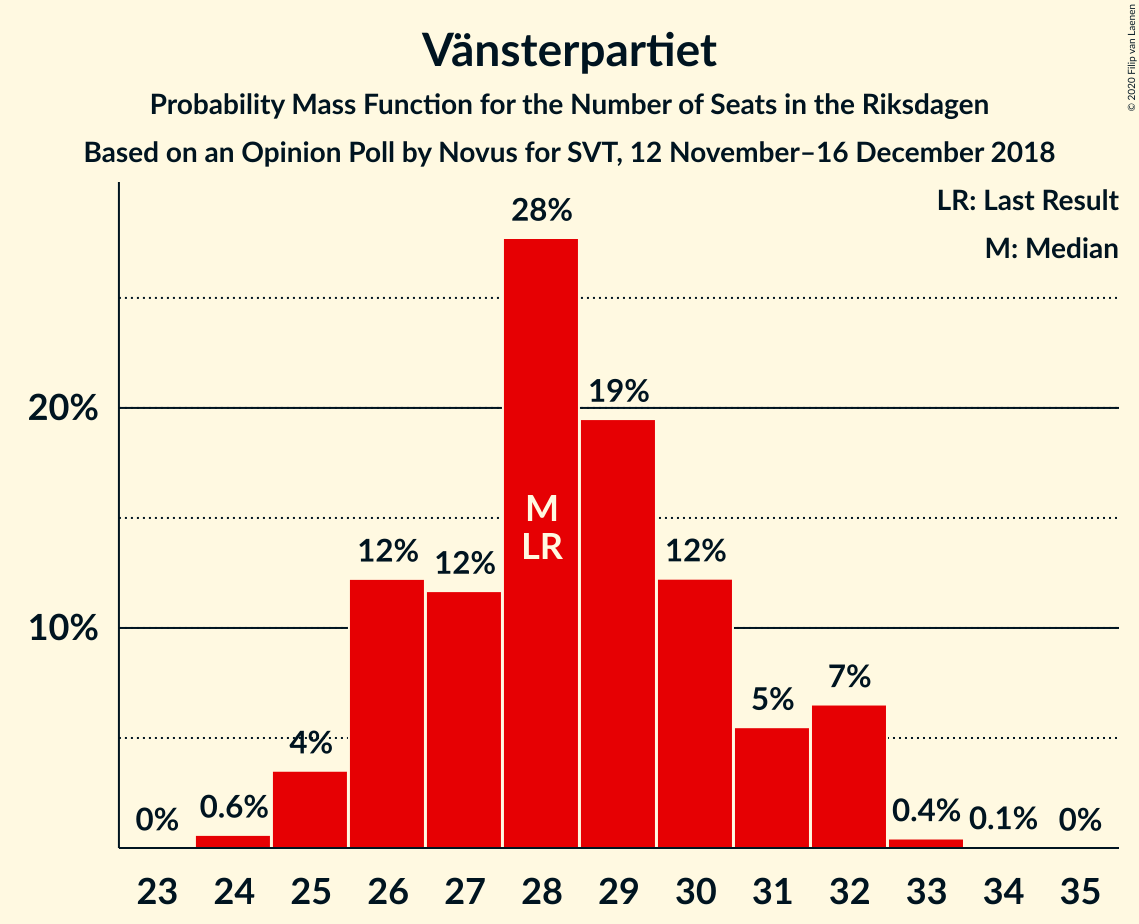 Vänsterpartiet
Probability Mass Function for the Number of Seats in the Riksdagen
Based on an Opinion Poll by Novus for SVT, 12 November–16 December 2018
© 2020 Filip van Laenen
LR: Last Result
M: Median
28%
19%
20%
M
LR
12%
12%
12%
10%
7%
5%
4%
0%
0.6%
0.4%
0.1%
0%
23 24 25 26 27 28 29 30 31 32 33 34 35